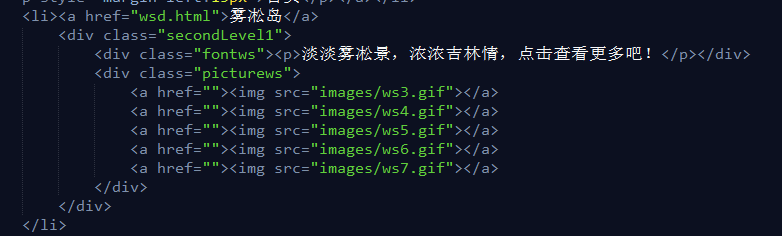 <li><a href="wsd.html">雾凇岛</a>
<div class="secondLevel1">
<div class="fontws"><p>淡淡雾凇景，浓浓吉林情，点击查看更多吧！</p></div>
<div class="picturews">
<a href=""><img src="images/ws3.gif"></a>
<a href=""><img src="images/ws4.gif"></a>
<a href=""><img src="images/ws5.gif"></a>
<a href=""><img src="images/ws6.gif"></a>
<a href=""><img src="images/ws7.gif"></a>
</div>
</div>
</li>